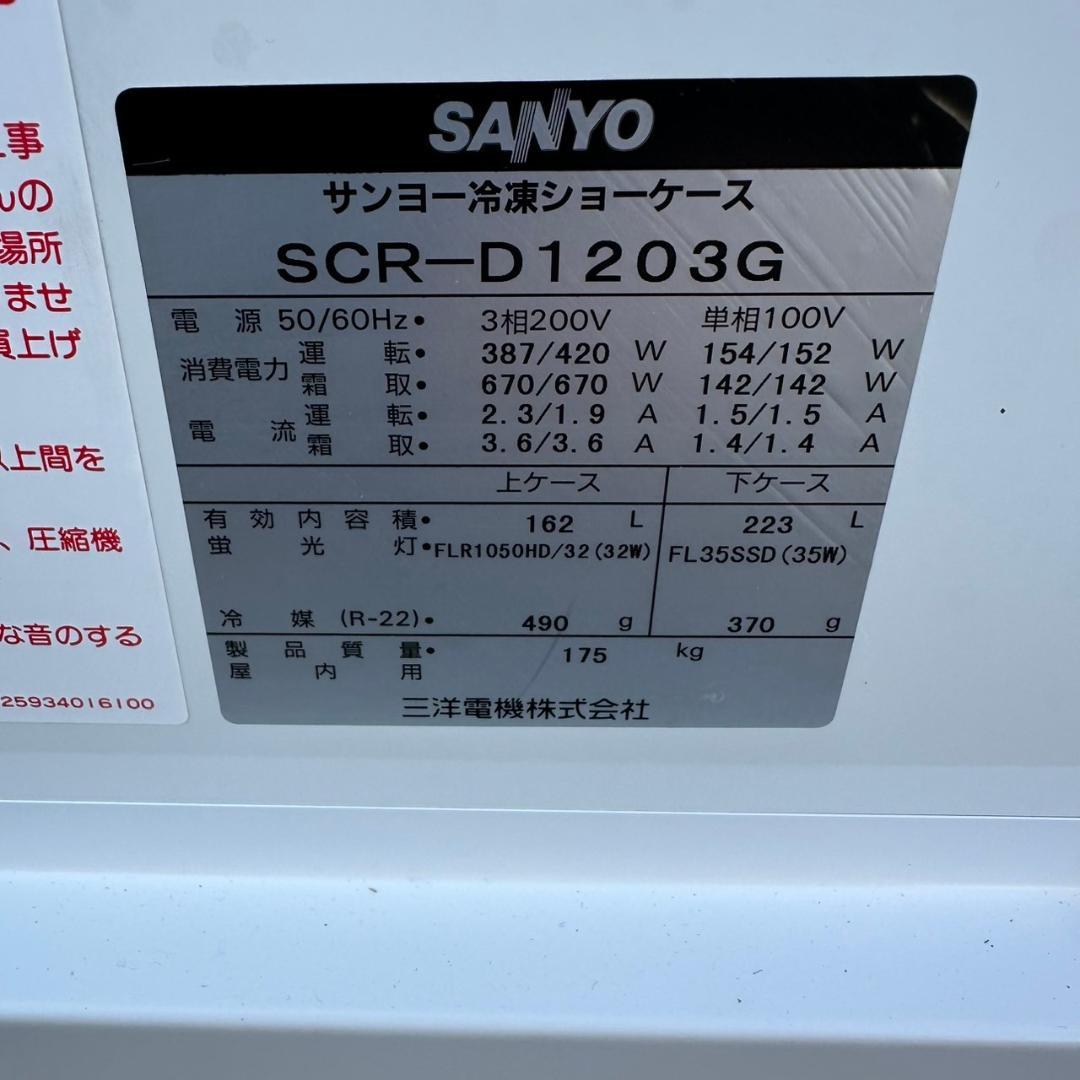 SANYO
サンヨー冷凍ショーケース
SCR-D1203G
電源 50/60Hz• 3相200V 単相100V
消費電力 運転• 387/420 W 154/152 W
霜取• 670/670 W 142/142 W
電流 運転• 2.3/1.9 A 1.5/1.5 A
霜取• 3.6/3.6 A 1.4/1.4 A
上ケース 下ケース
有効内容積• 162 L 223 L
蛍光灯• FLR1050HD/32(32W) FL35SSD(35W)
冷媒(R-22)• 490 g 370 g
製品質量• 175 kg
屋内用
三洋電機株式会社
事
んの
場所
ませ
上げ
上間を
、圧縮機
な音のする
25934016100